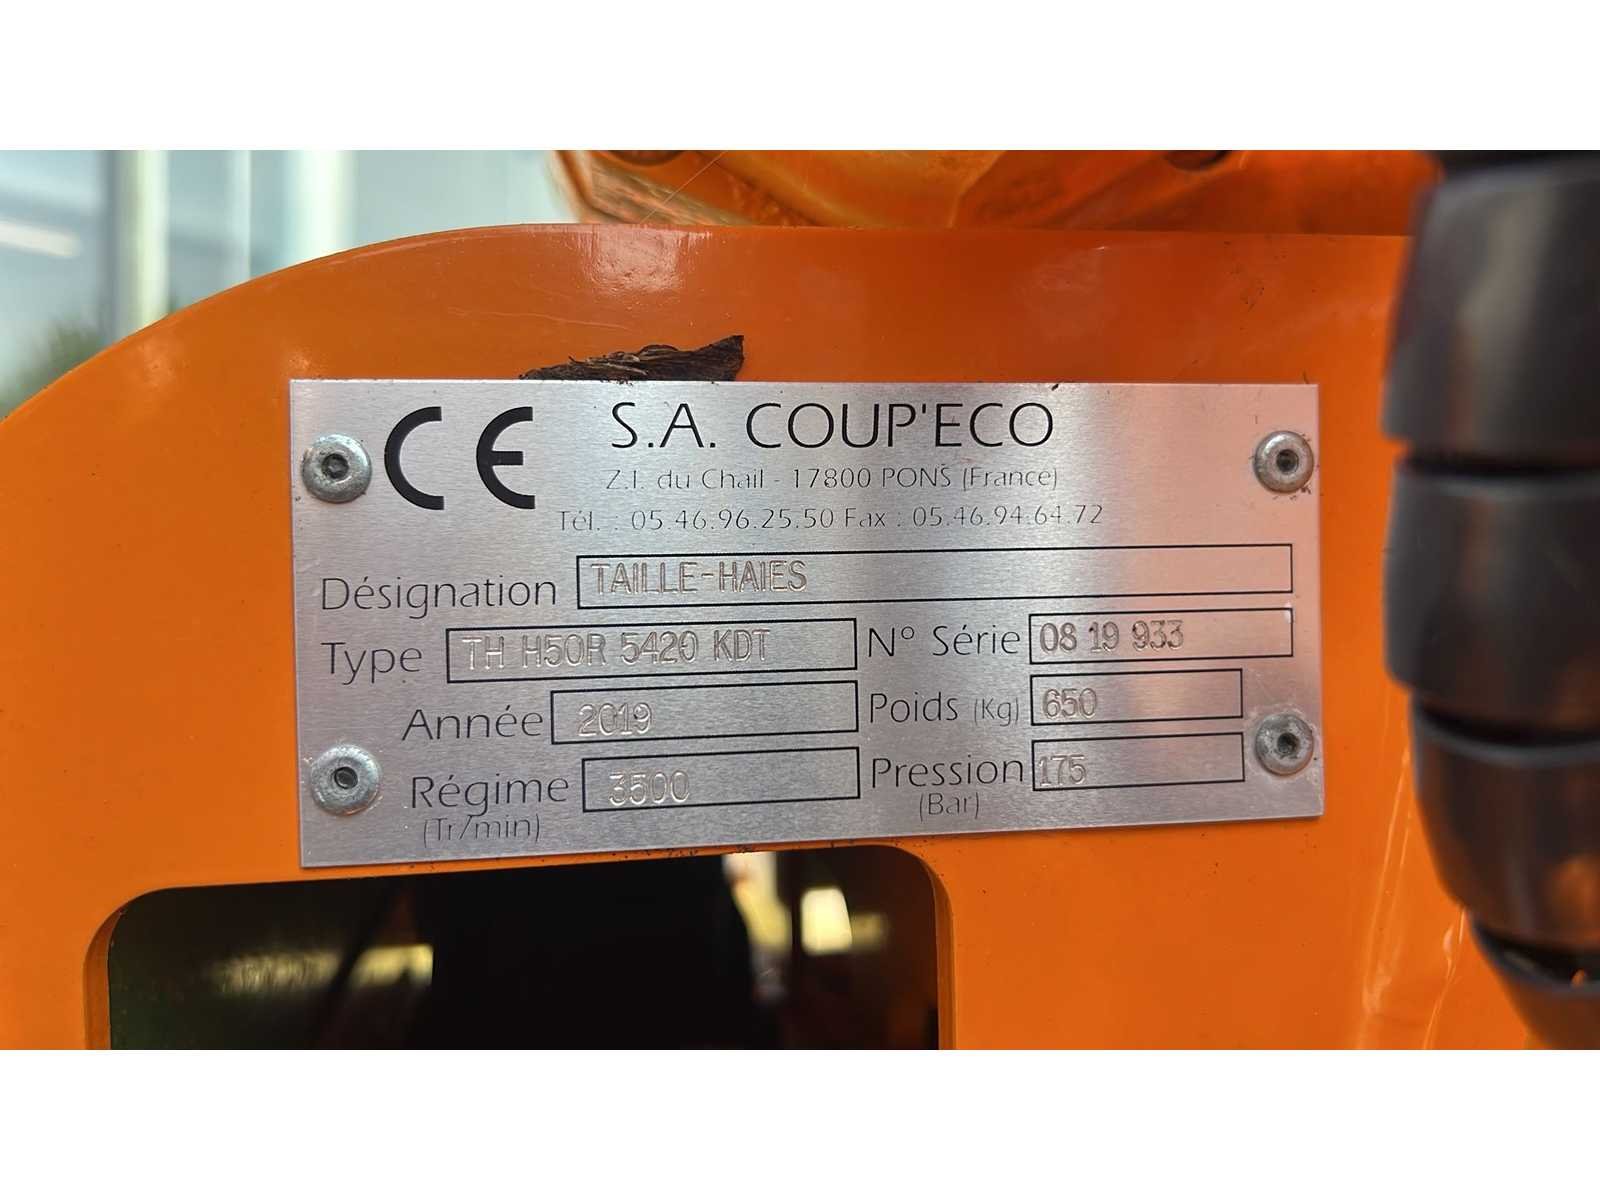 CE
S.A. COUP'ECO
Z.I. du Chail - 17800 PONS (France)
Tél. : 05.46.96.25.50 Fax : 05.46.94.64.72
Désignation TAILLE-HAIES
Type TH H50R 5420 KDT N° Série 08 19 933
Année 2019 Poids (Kg) 650
Régime 3500 Pression 175
(Tr/min) (Bar)